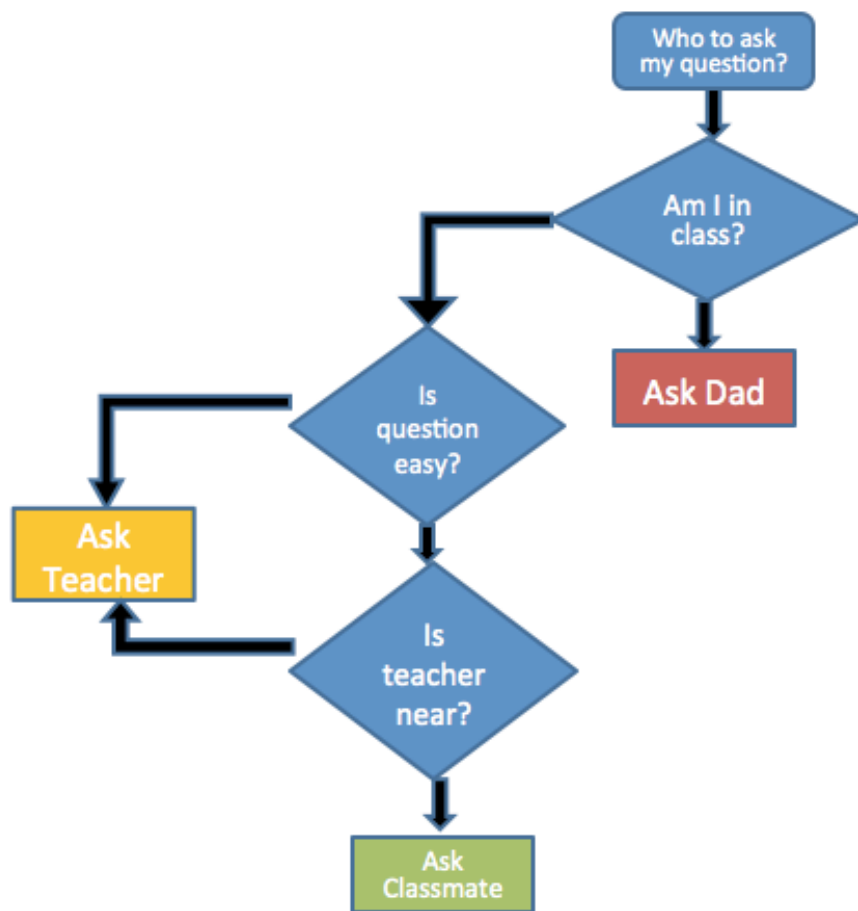 Who to ask
my question?
Am I in
class?
Ask Dad
Is
question
easy?
Ask
Teacher
Is
teacher
near?
Ask
Classmate